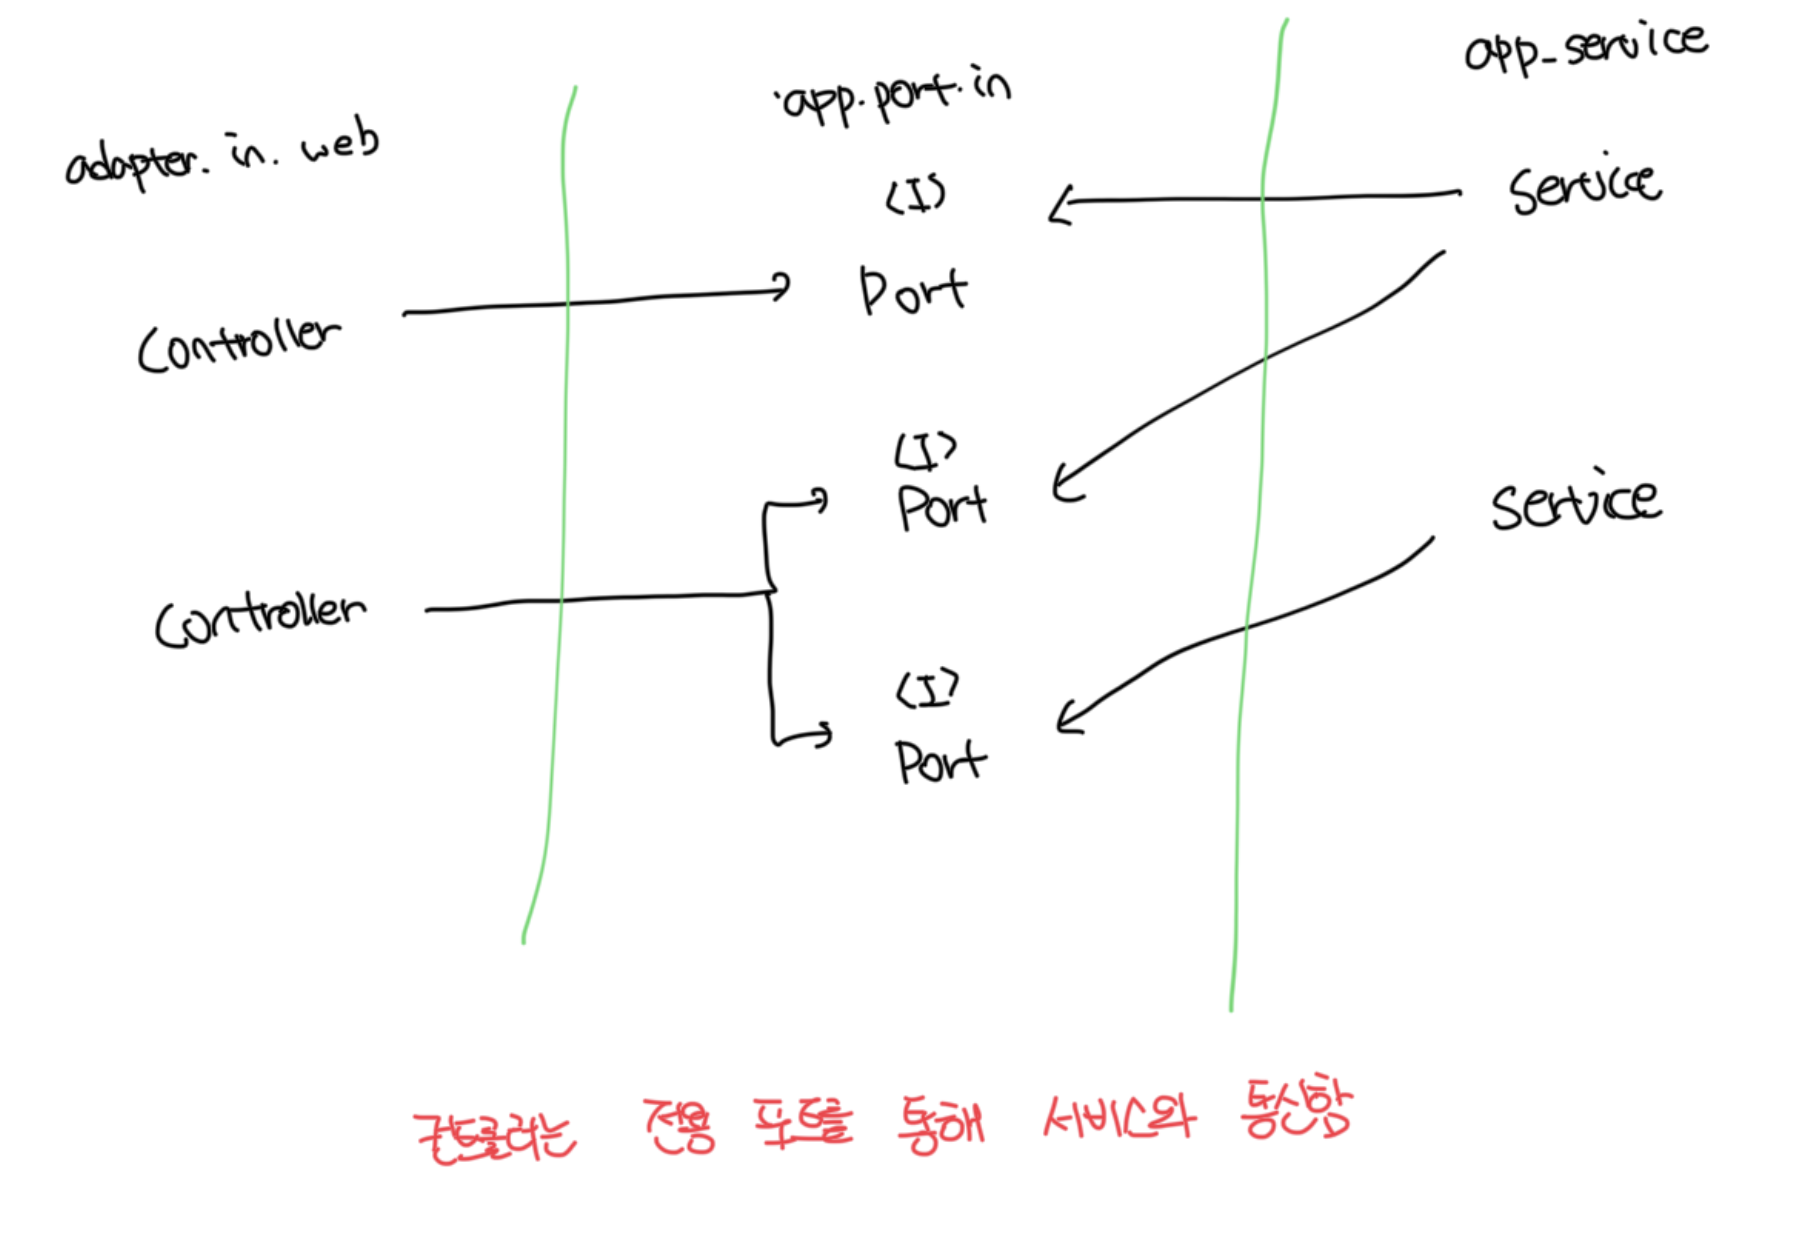 adapter.in.web
Controller
Controller
app.port.in
<I>
Port
<I>
Port
<I>
Port
app_service
Service
Service
컨트롤러는 전용 포트를 통해 서비스와 통신함